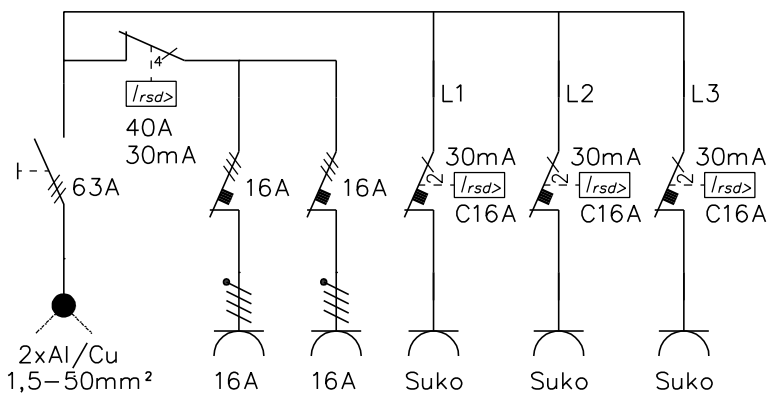 L1
L2
L3
4
Irsd>
40A
30mA
30mA
30mA
30mA
63A
16A
16A
2
Irsd>
2
Irsd>
2
Irsd>
C16A
C16A
C16A
2xAl/Cu
1,5-50mm²
16A
16A
Suko
Suko
Suko